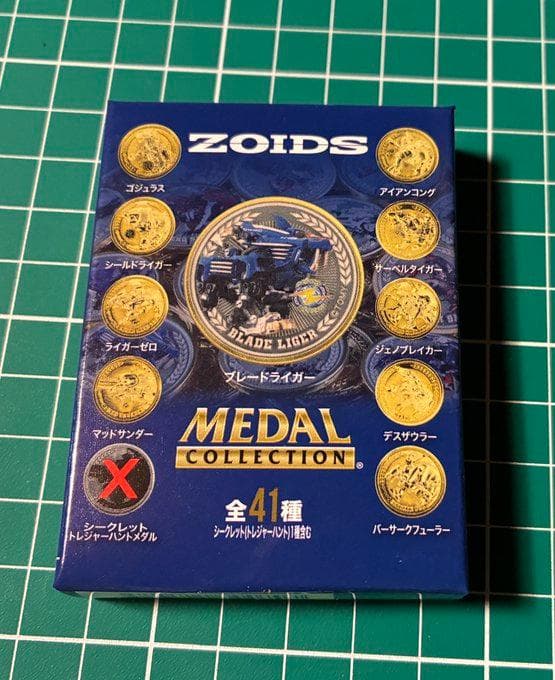 ZOIDS
ゴジュラス
アイアンコング
シールドライガー
サーベルタイガー
BLADE LIGER
©TOMY
ライガーゼロ
ジェノブレイカー
ブレードライガー
マッドサンダー
デスザウラー
MEDAL
COLLECTION®
X
シークレット
トレジャーハントメダル
バーサークフューラー
全41種
シークレット(トレジャーハント)1種含む